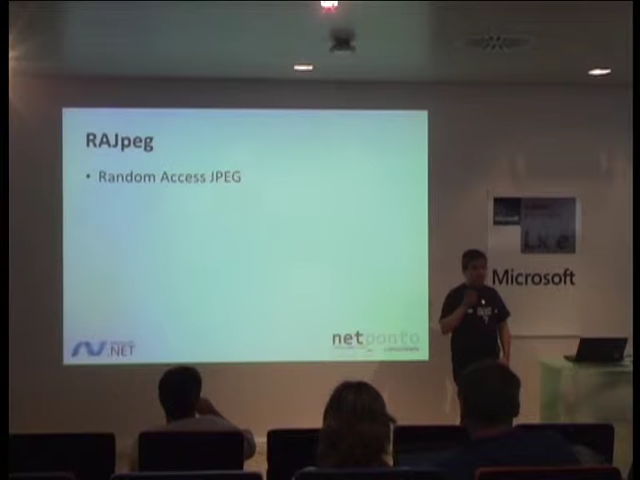 RAJpeg
• Random Access JPEG
.NET
netponto
Microsoft